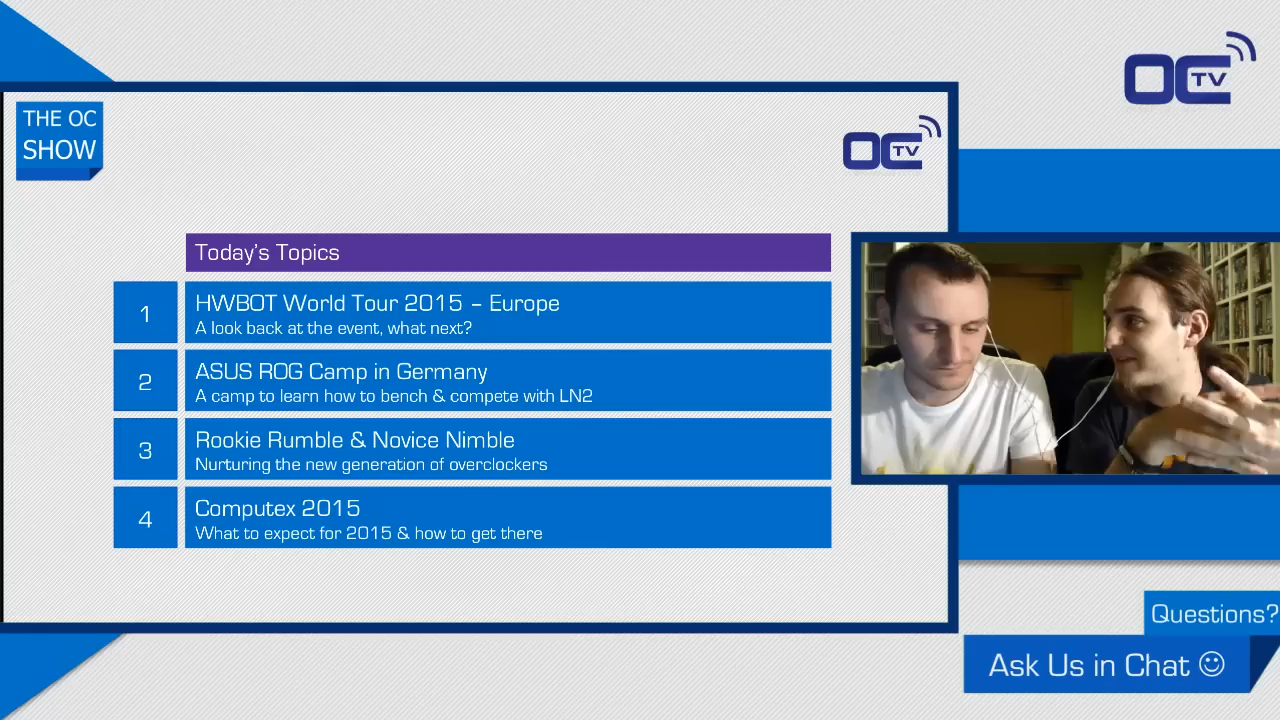 OC TV
THE OC
SHOW
OC TV
Today's Topics
1
HWBOT World Tour 2015 – Europe
A look back at the event, what next?
2
ASUS ROG Camp in Germany
A camp to learn how to bench & compete with LN2
3
Rookie Rumble & Novice Nimble
Nurturing the new generation of overclockers
4
Computex 2015
What to expect for 2015 & how to get there
Questions?
Ask Us in Chat ☺